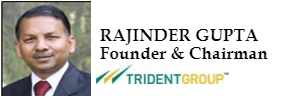 RAJINDER GUPTA
Founder & Chairman
TRIDENTGROUP™